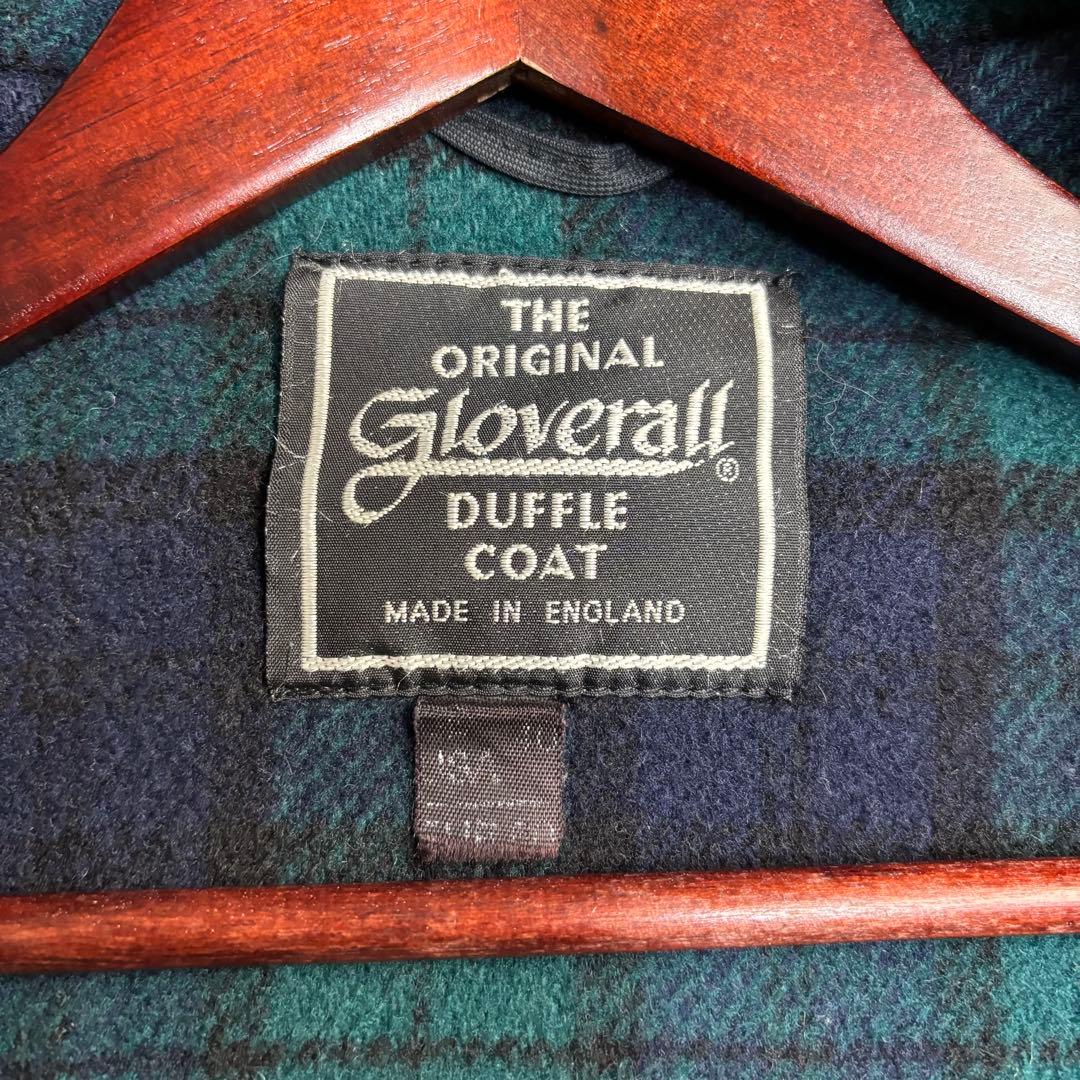 THE
ORIGINAL
Gloverall®
DUFFLE
COAT
MADE IN ENGLAND